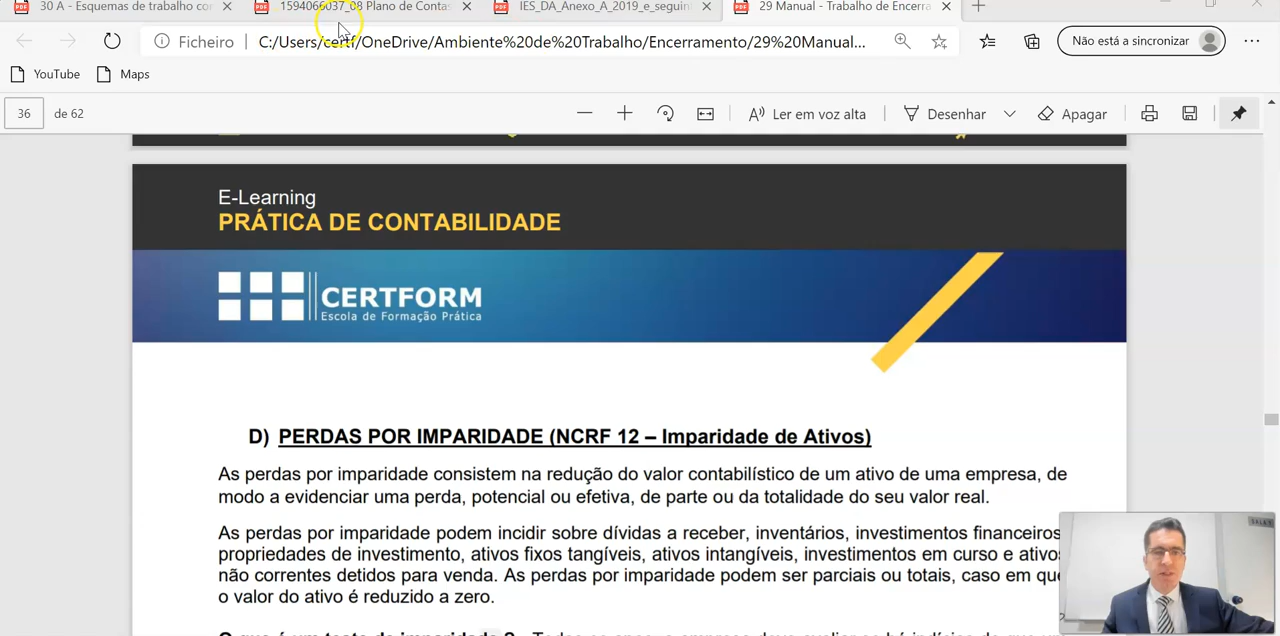 30 A - Esquemas de trabalho co
1594066037_08 Plano de Contas
IES_DA_Anexo_A_2019_e_seguin
29 Manual - Trabalho de Encerra
Ficheiro
C:/Users/certf/OneDrive/Ambiente%20de%20Trabalho/Encerramento/29%20Manual...
Não está a sincronizar
YouTube
Maps
36
de 62
Ler em voz alta
Desenhar
Apagar
E-Learning
PRÁTICA DE CONTABILIDADE
CERTFORM
Escola de Formação Prática
D) PERDAS POR IMPARIDADE (NCRF 12 – Imparidade de Ativos)
As perdas por imparidade consistem na redução do valor contabilístico de um ativo de uma empresa, de
modo a evidenciar uma perda, potencial ou efetiva, de parte ou da totalidade do seu valor real.
As perdas por imparidade podem incidir sobre dívidas a receber, inventários, investimentos financeiros
propriedades de investimento, ativos fixos tangíveis, ativos intangíveis, investimentos em curso e ativo
não correntes detidos para venda. As perdas por imparidade podem ser parciais ou totais, caso em que
o valor do ativo é reduzido a zero.